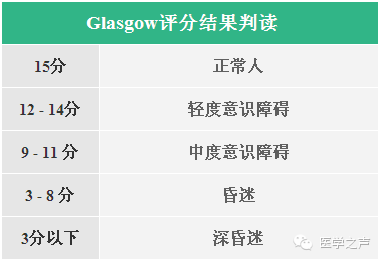 Glasgow评分结果判读
15分 正常人
12 - 14分 轻度意识障碍
9 - 11 分 中度意识障碍
3 - 8 分 昏迷
3分以下 深昏迷
医学之声